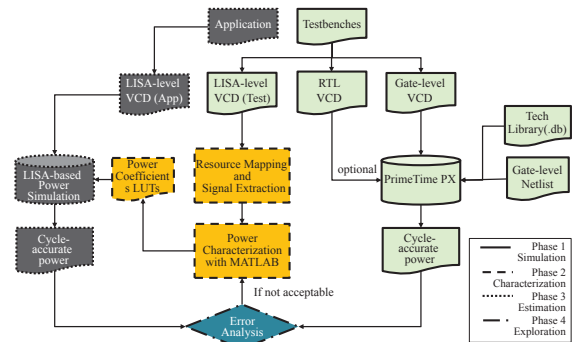 Application
Testbenches
LISA-level
VCD (App)
LISA-level
VCD (Test)
RTL
VCD
Gate-level
VCD
Tech
Library(.db)
LISA-based
Power
Simulation
Power
Coefficient
s LUTs
Resource Mapping
and
Signal Extraction
optional
PrimeTime PX
Gate-level
Netlist
Cycle-accurate
power
Power
Characterization
with MATLAB
Cycle-
accurate
power
If not acceptable
Error
Analysis
Phase 1
Simulation
Phase 2
Characterization
Phase 3
Estimation
Phase 4
Exploration